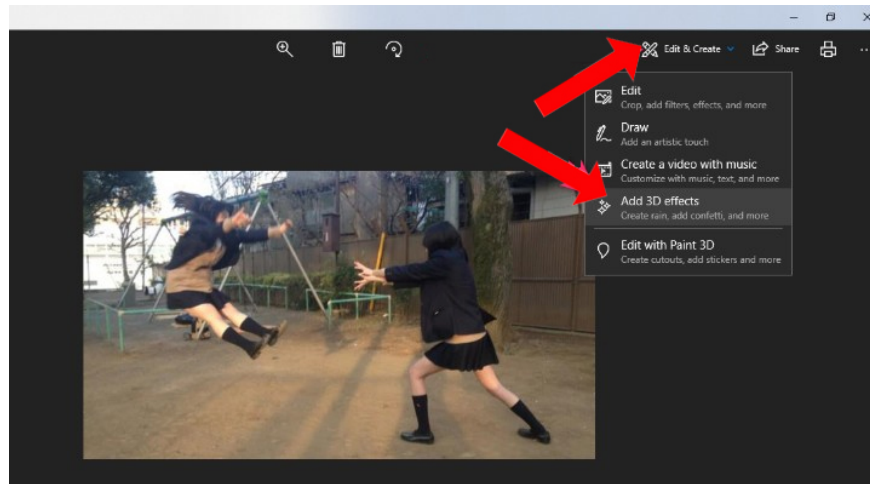 Edit & Create
Share
Edit
Crop, add filters, effects, and more
Draw
Add an artistic touch
Create a video with music
Customize with music, text, and more
Add 3D effects
Create rain, add confetti, and more
Edit with Paint 3D
Create cutouts, add stickers and more